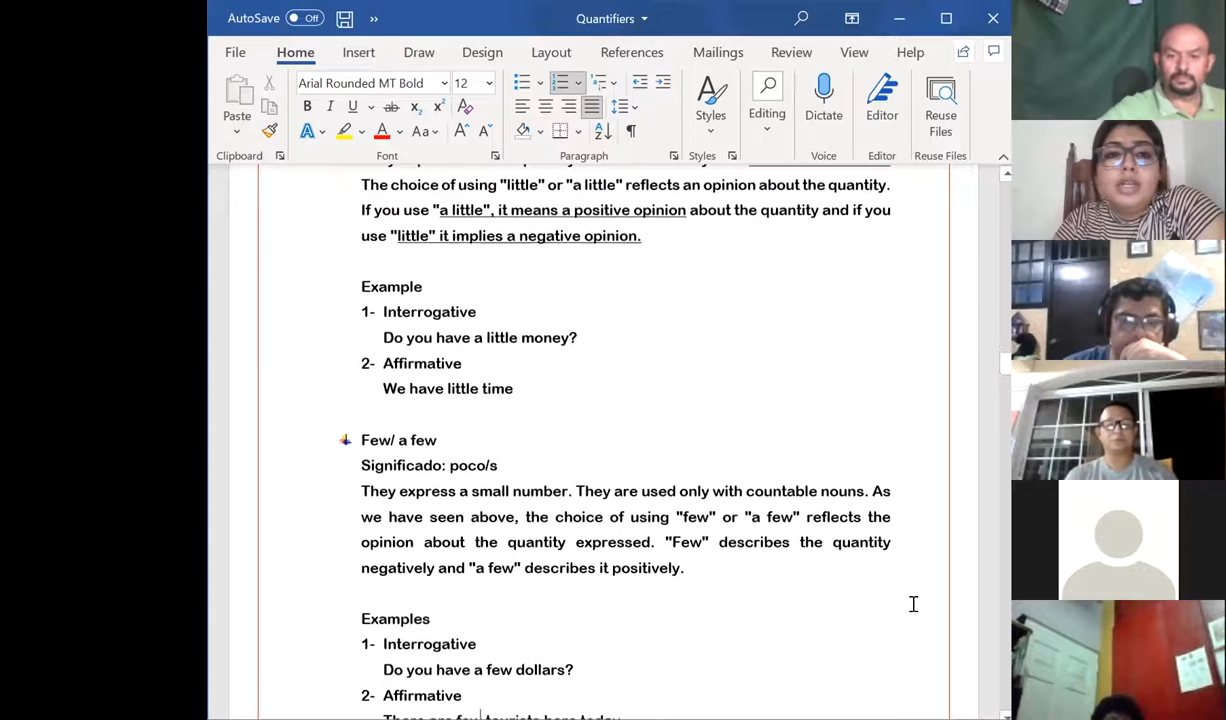 AutoSave Off Quantifiers
File Home Insert Draw Design Layout References Mailings Review View Help
Arial Rounded MT Bold 12
Paste Styles Editing Dictate Editor Reuse Files
Clipboard Font Paragraph Styles Voice Editor Reuse Files
The choice of using "little" or "a little" reflects an opinion about the quantity.
If you use "a little", it means a positive opinion about the quantity and if you
use "little" it implies a negative opinion.
Example
1- Interrogative
Do you have a little money?
2- Affirmative
We have little time
Few/ a few
Significado: poco/s
They express a small number. They are used only with countable nouns. As
we have seen above, the choice of using "few" or "a few" reflects the
opinion about the quantity expressed. "Few" describes the quantity
negatively and "a few" describes it positively.
Examples
1- Interrogative
Do you have a few dollars?
2- Affirmative
There are few tourists here today